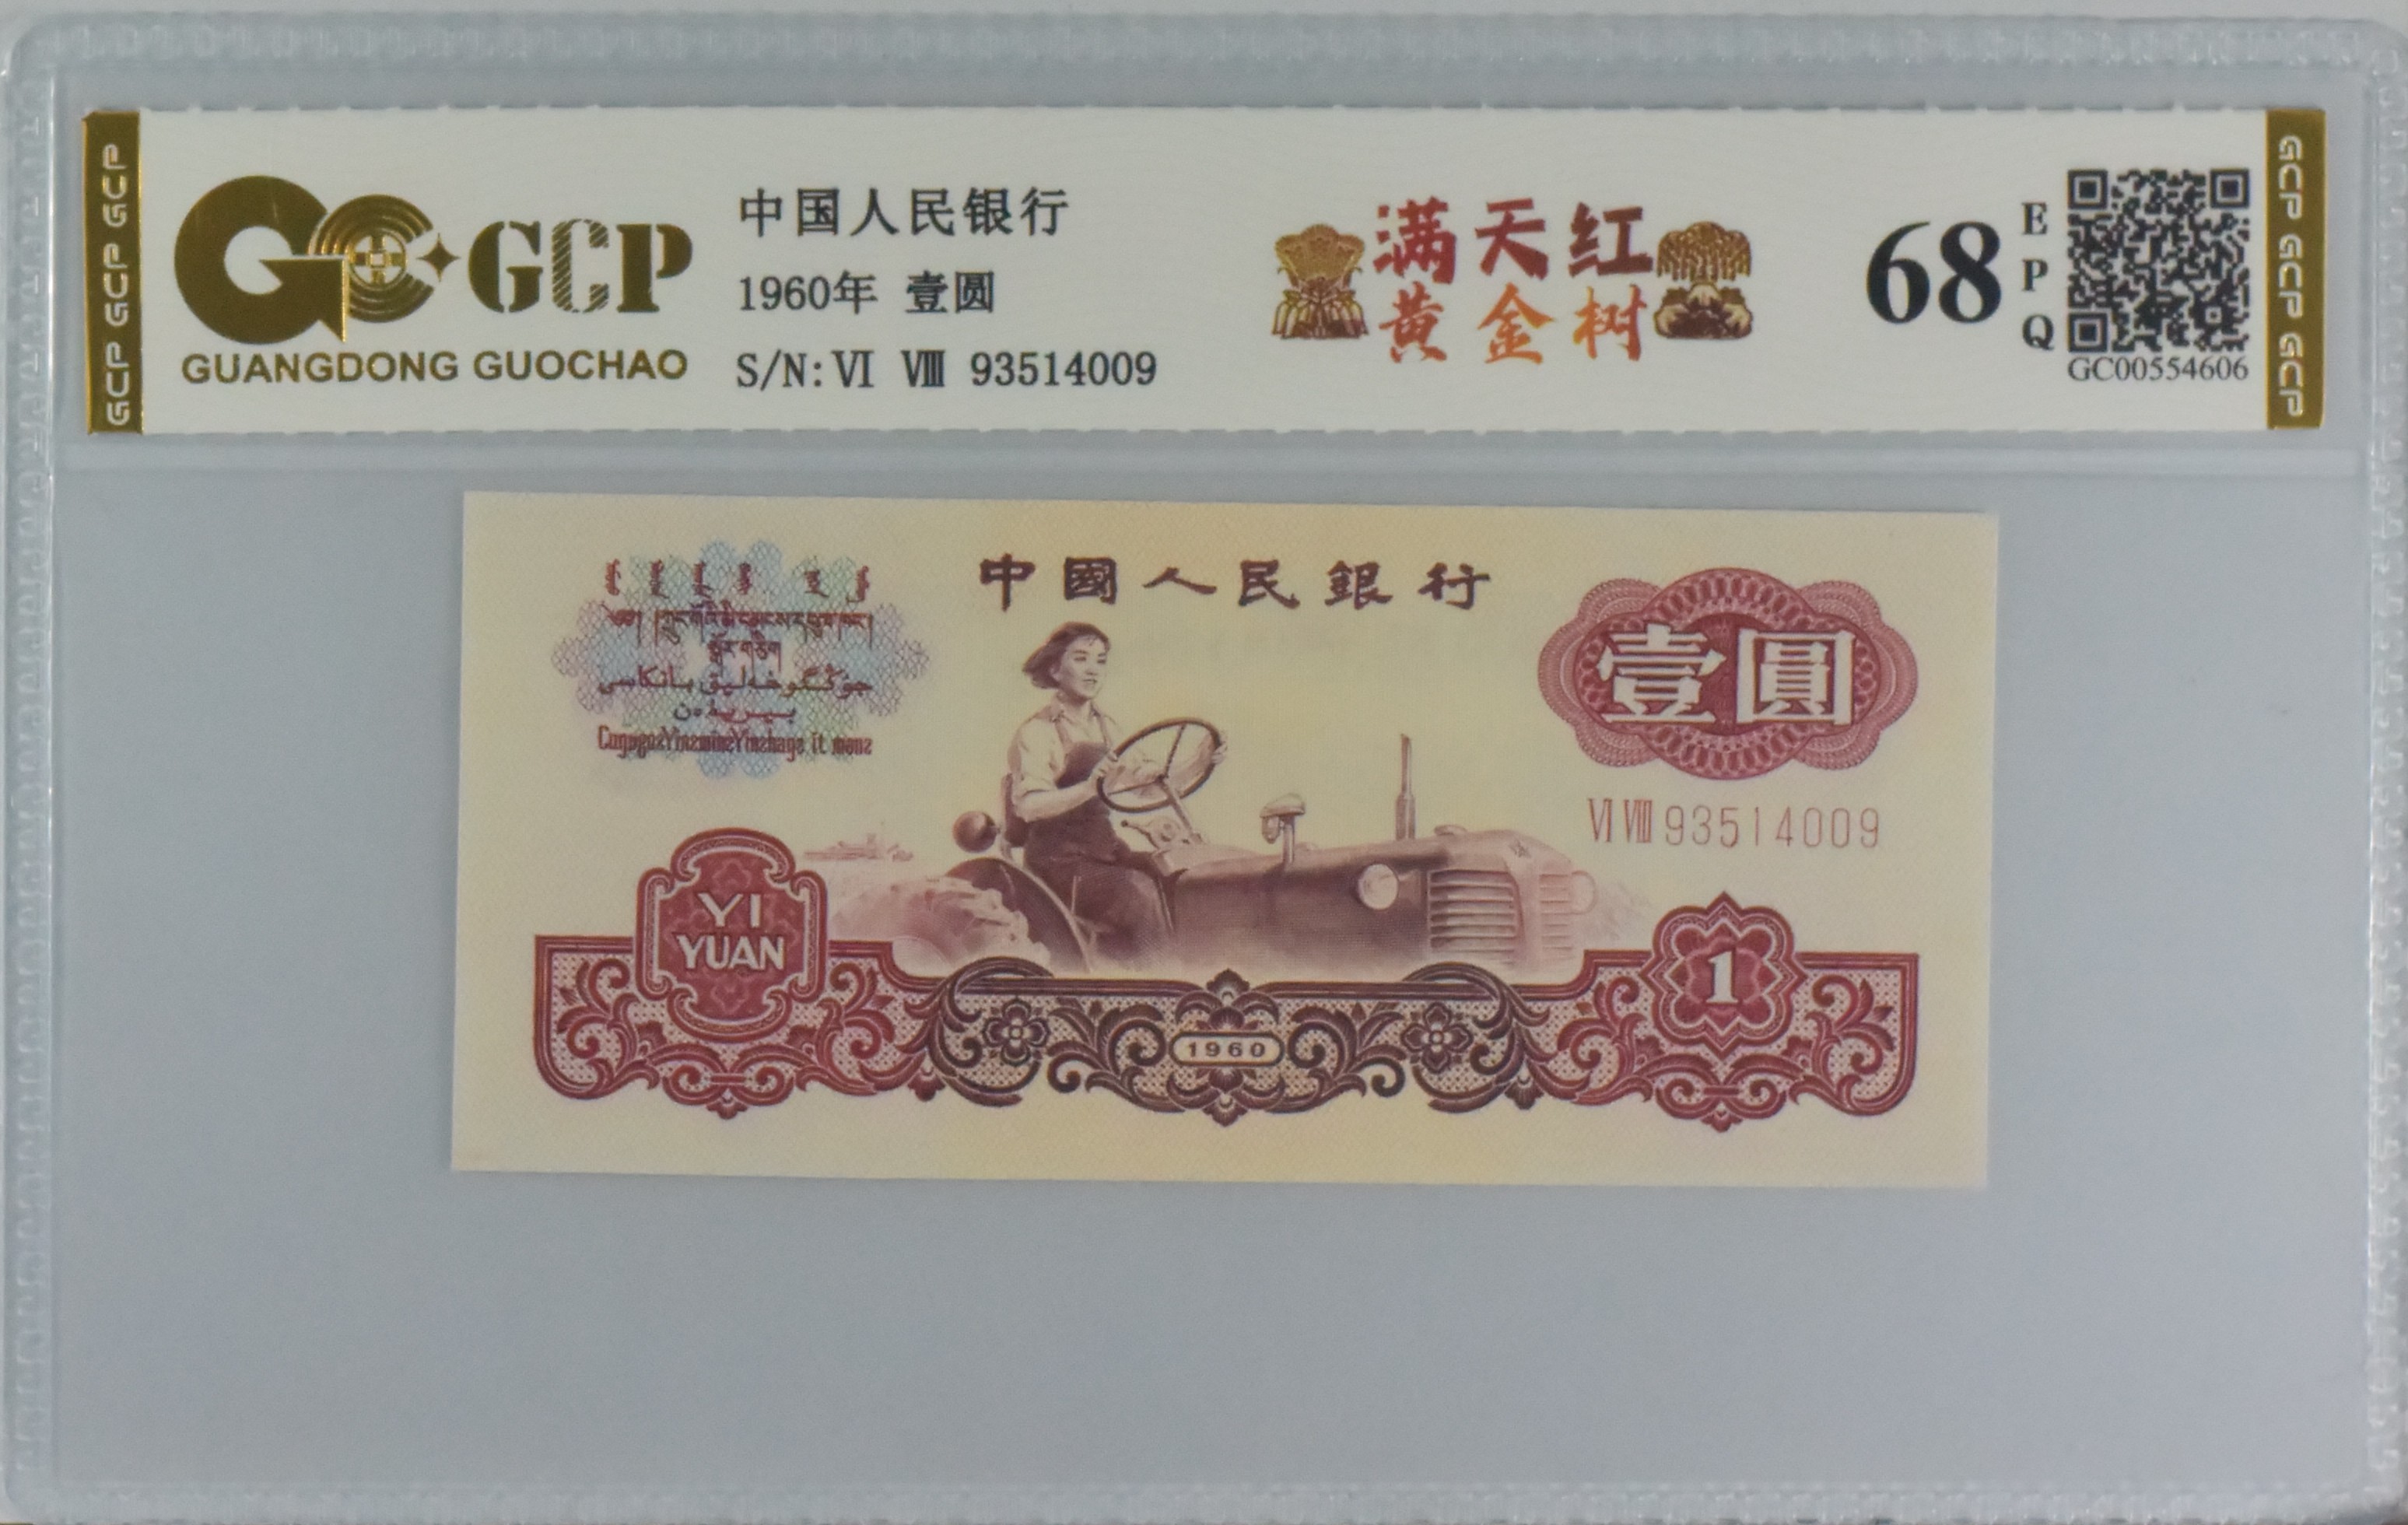 GCP GCP GCP
GCP
GUANGDONG GUOCHAO
中国人民银行
1960年 壹圆
S/N: VI VIII 93514009
满天红
黄金树
68
EPQ
GC00554606
GCP GCP GCP
中國人民銀行
壹圓
VI VIII 93514009
YI
YUAN
1960
1